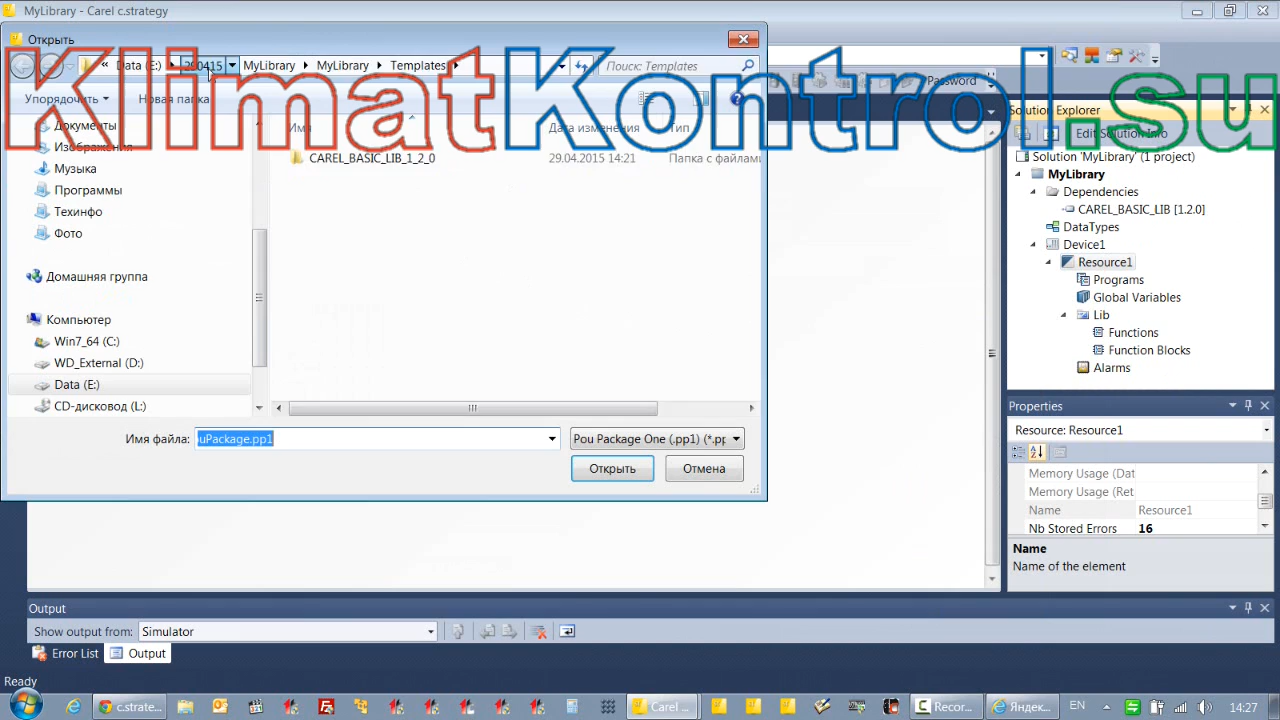 MyLibrary - Carel c.strategy
Открыть
KlimatKontrol.su
« Data (E:) 290415 MyLibrary MyLibrary Templates
Поиск: Templates
Упорядочить Новая папка
Password
Документы
Изображения
Музыка
Программы
Техинфо
Фото
Домашняя группа
Компьютер
Win7_64 (C:)
WD_External (D:)
Data (E:)
CD-дисковод (L:)
Имя Дата изменения Тип
CAREL_BASIC_LIB_1_2_0 29.04.2015 14:21 Папка с файлами
Имя файла: ouPackage.pp1 Pou Package One (.pp1) (*.pp
Открыть Отмена
Solution Explorer
Edit Solution Info
Solution 'MyLibrary' (1 project)
MyLibrary
Dependencies
CAREL_BASIC_LIB [1.2.0]
DataTypes
Device1
Resource1
Programs
Global Variables
Lib
Functions
Function Blocks
Alarms
Properties
Resource: Resource1
Memory Usage (Dat
Memory Usage (Ret
Name Resource1
Nb Stored Errors 16
Name
Name of the element
Output
Show output from: Simulator
Error List Output
Ready
c.strate... Carel ... Recor... Яндек... EN 14:27